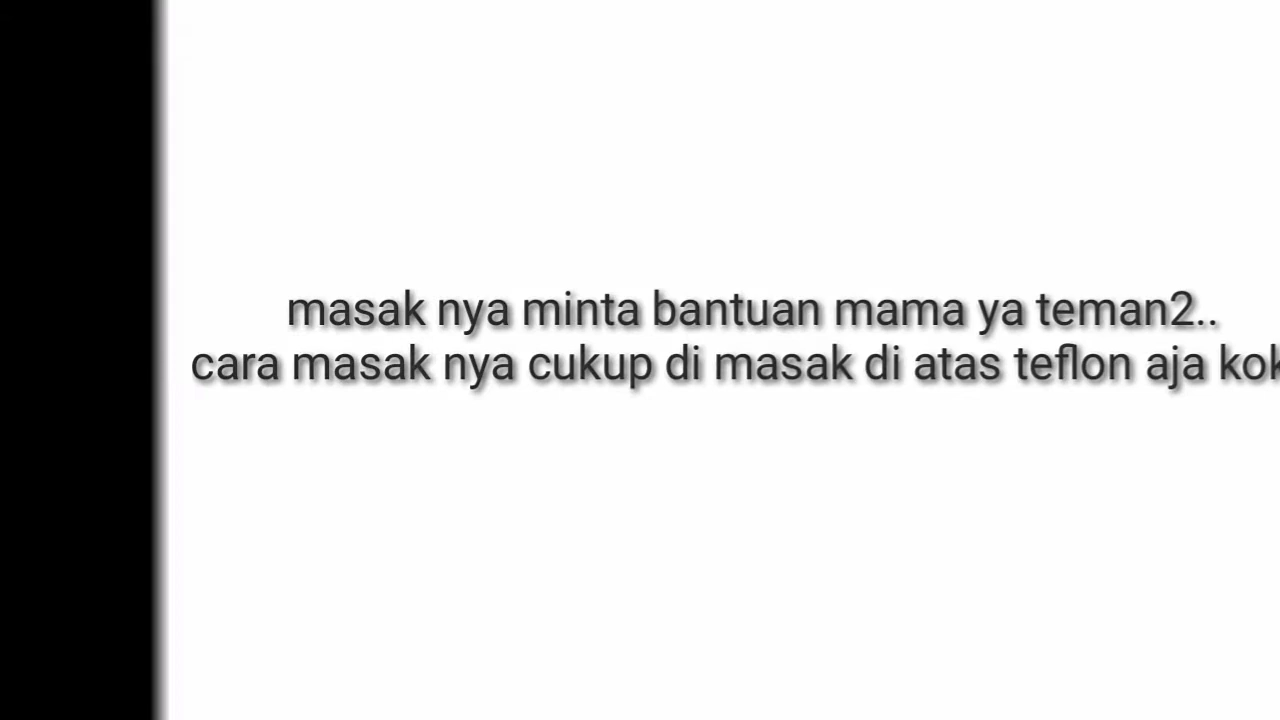 masak nya minta bantuan mama ya teman2..
cara masak nya cukup di masak di atas teflon aja kok